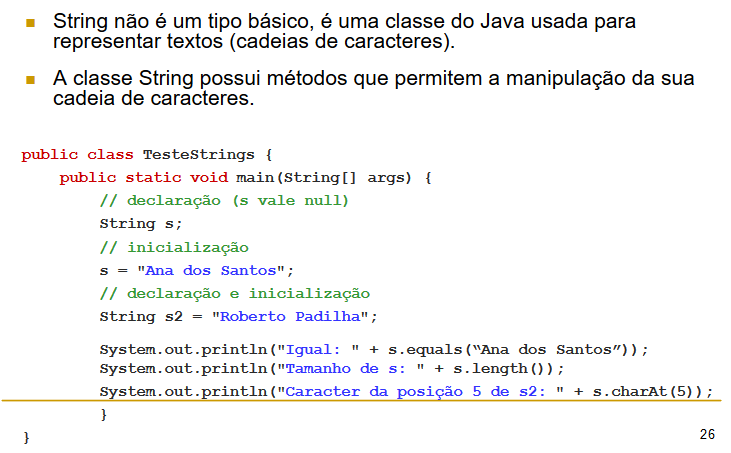 String não é um tipo básico, é uma classe do Java usada para
representar textos (cadeias de caracteres).
A classe String possui métodos que permitem a manipulação da sua
cadeia de caracteres.
public class TesteStrings {
public static void main(String[] args) {
// declaração (s vale null)
String s;
// inicialização
s = "Ana dos Santos";
// declaração e inicialização
String s2 = "Roberto Padilha";
System.out.println("Igual: " + s.equals(“Ana dos Santos”));
System.out.println("Tamanho de s: " + s.length());
System.out.println("Caracter da posição 5 de s2: " + s.charAt(5));
}
}
26